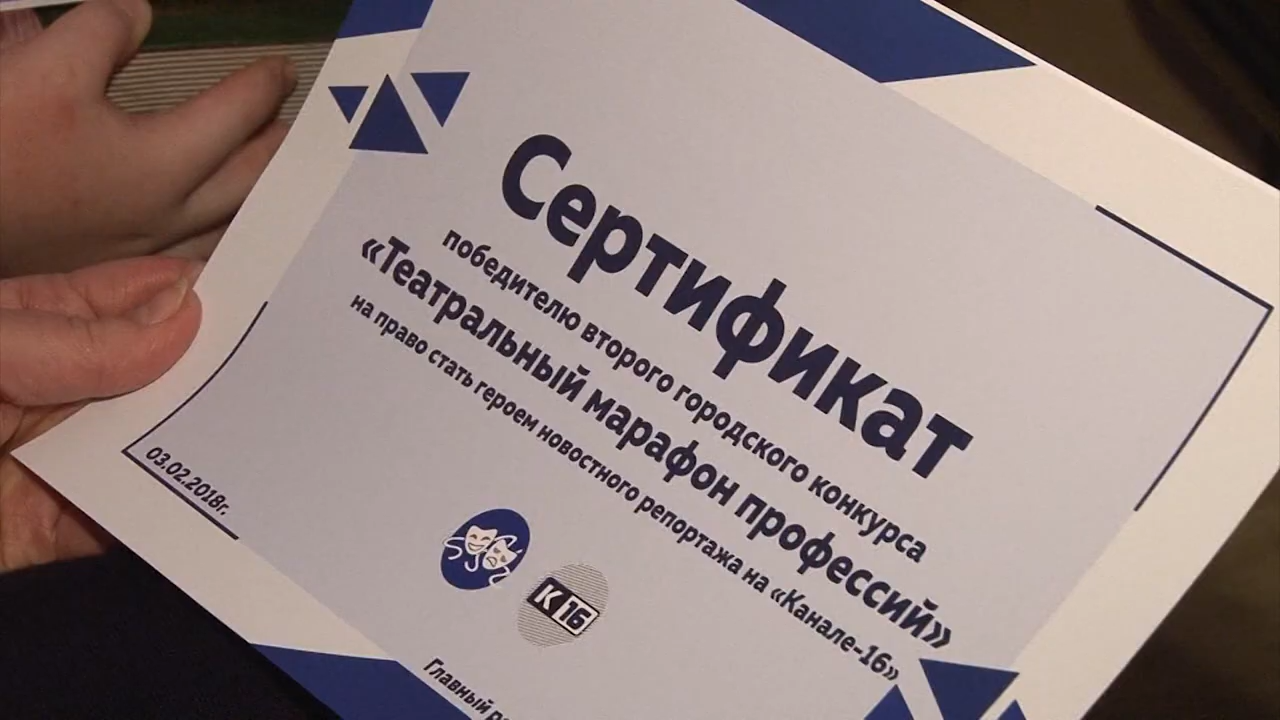 Сертификат
победителю второго городского конкурса
«Театральный марафон профессий»
на право стать героем новостного репортажа на «Канале-16»
03.02.2018г.
К 16
Главный